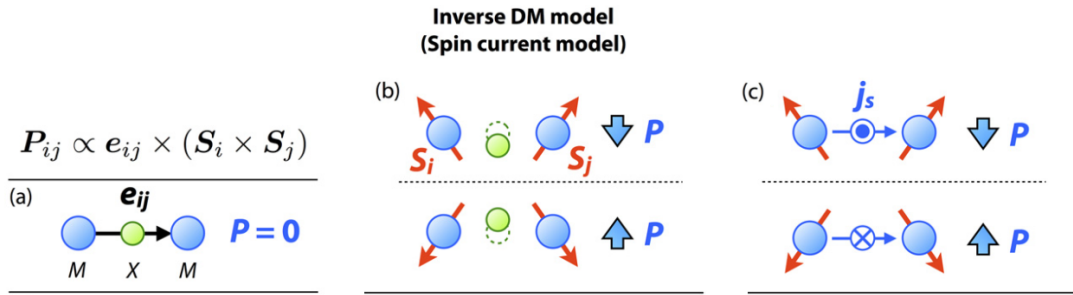 Inverse DM model
(Spin current model)
P_ij ∝ e_ij × (S_i × S_j)
(a)
e_ij
P = 0
M X M
(b)
S_i
S_j
P
P
(c)
j_s
P
P